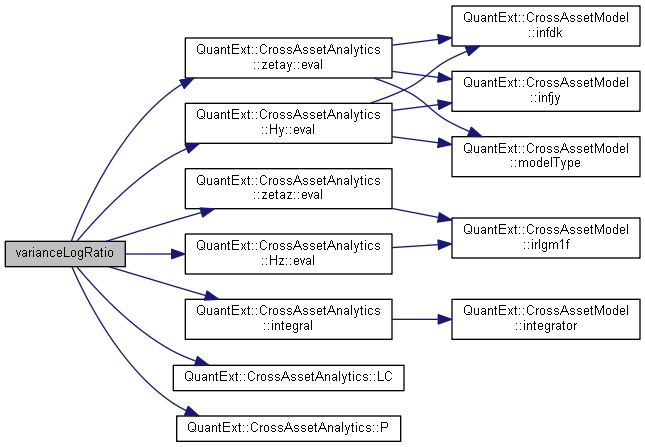 varianceLogRatio
QuantExt::CrossAssetAnalytics
::zetay::eval
QuantExt::CrossAssetAnalytics
::Hy::eval
QuantExt::CrossAssetAnalytics
::zetaz::eval
QuantExt::CrossAssetAnalytics
::Hz::eval
QuantExt::CrossAssetAnalytics
::integral
QuantExt::CrossAssetAnalytics::LC
QuantExt::CrossAssetAnalytics::P
QuantExt::CrossAssetModel
::infdk
QuantExt::CrossAssetModel
::infjy
QuantExt::CrossAssetModel
::modelType
QuantExt::CrossAssetModel
::irlgm1f
QuantExt::CrossAssetModel
::integrator